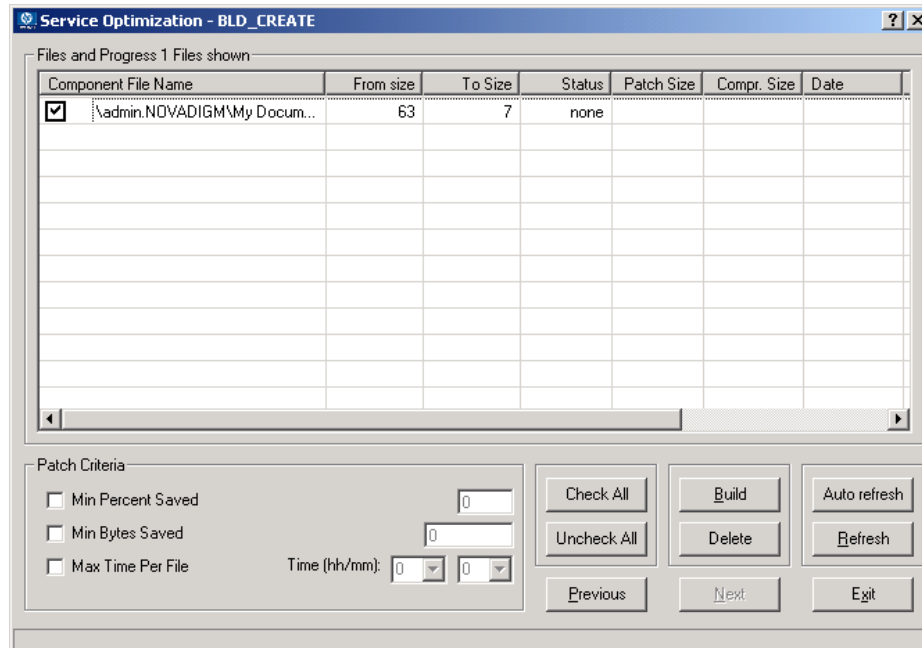 Service Optimization - BLD_CREATE
Files and Progress 1 Files shown
Component File Name From size To Size Status Patch Size Compr. Size Date
\admin.NOVADIGM\My Docum... 63 7 none
Patch Criteria
Min Percent Saved 0
Min Bytes Saved 0
Max Time Per File Time (hh/mm): 0 0
Check All Build Auto refresh
Uncheck All Delete Refresh
Previous Next Exit